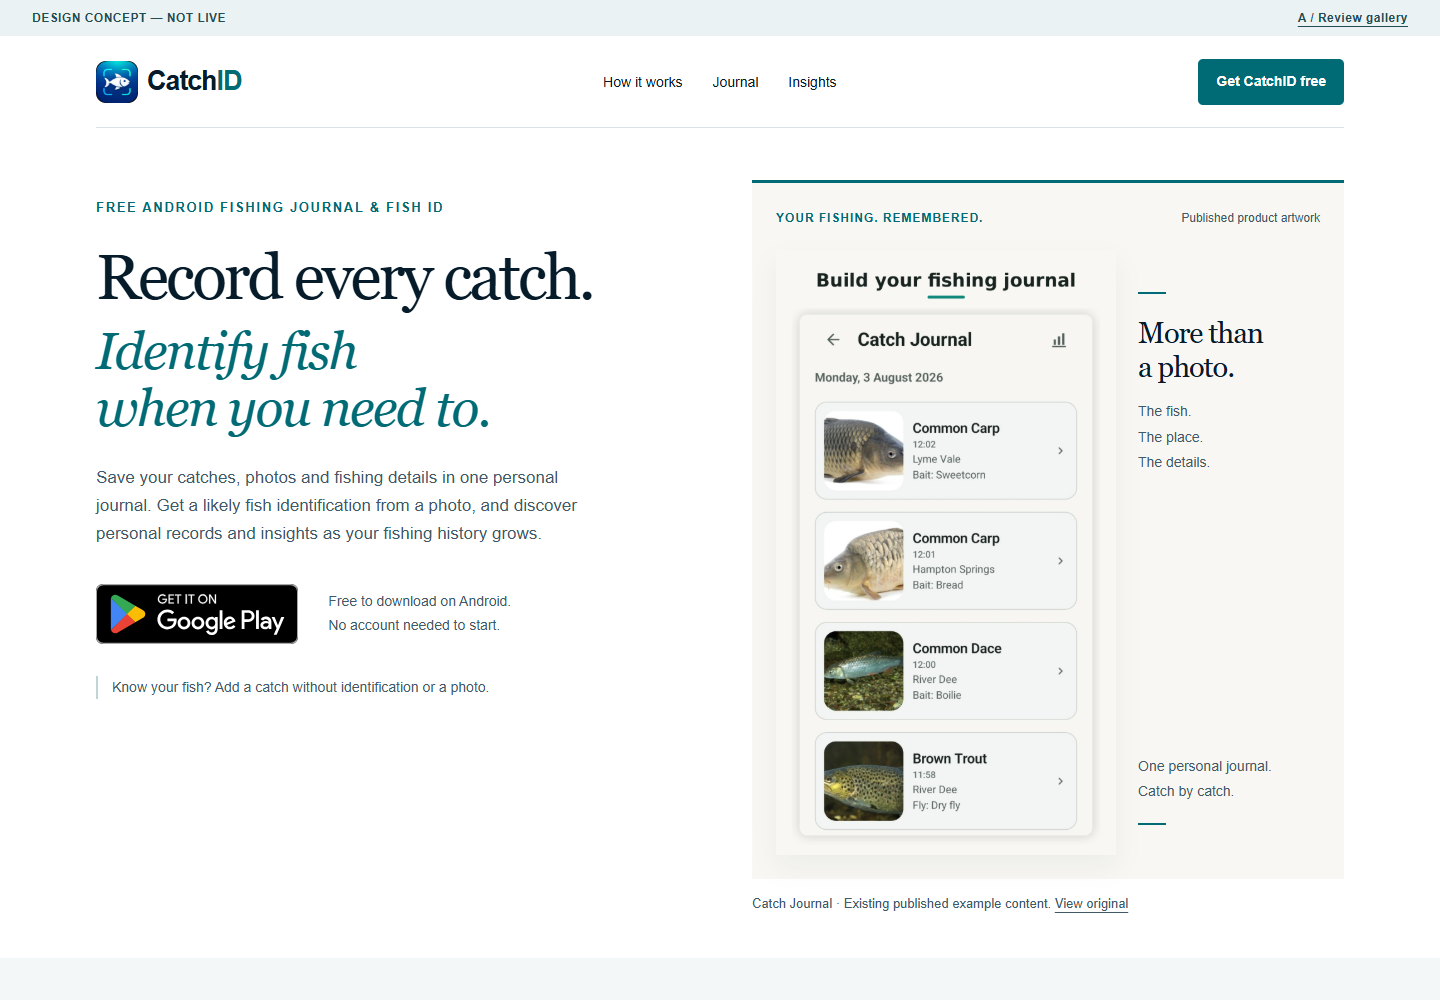 DESIGN CONCEPT — NOT LIVE
A / Review gallery
CatchID
How it works
Journal
Insights
Get CatchID free
FREE ANDROID FISHING JOURNAL & FISH ID
Record every catch.
Identify fish
when you need to.
Save your catches, photos and fishing details in one personal
journal. Get a likely fish identification from a photo, and discover
personal records and insights as your fishing history grows.
GET IT ON
Google Play
Free to download on Android.
No account needed to start.
Know your fish? Add a catch without identification or a photo.
YOUR FISHING. REMEMBERED.
Published product artwork
Build your fishing journal
Catch Journal
Monday, 3 August 2026
Common Carp
12:02
Lyme Vale
Bait: Sweetcorn
Common Carp
12:01
Hampton Springs
Bait: Bread
Common Dace
12:00
River Dee
Bait: Boilie
Brown Trout
11:58
River Dee
Fly: Dry fly
More than
a photo.
The fish.
The place.
The details.
One personal journal.
Catch by catch.
Catch Journal · Existing published example content. View original